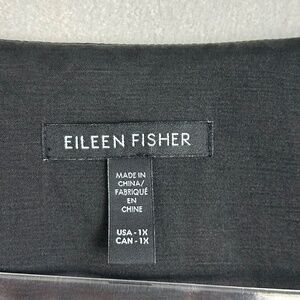 EILEEN FISHER
MADE IN
CHINA/
FABRIQUÉ
EN
CHINE
USA - 1X
CAN - 1X